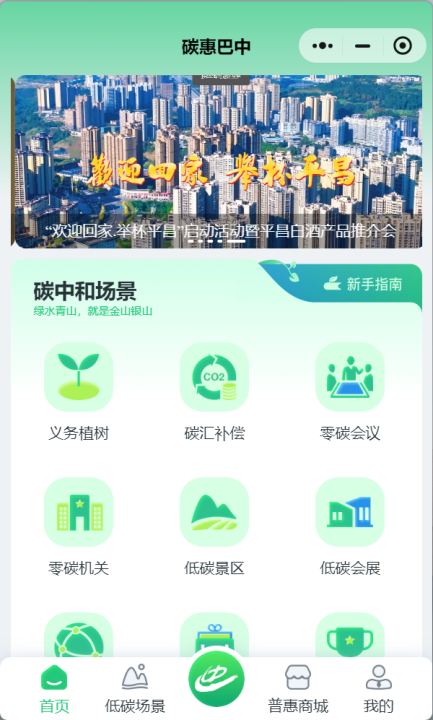 碳惠巴中
歡迎回家 舉杯平昌
“欢迎回家.举杯平昌”启动活动暨平昌白酒产品推介会
碳中和场景
绿水青山，就是金山银山
新手指南
义务植树
碳汇补偿
CO2
零碳会议
零碳机关
低碳景区
低碳会展
首页
低碳场景
普惠商城
我的